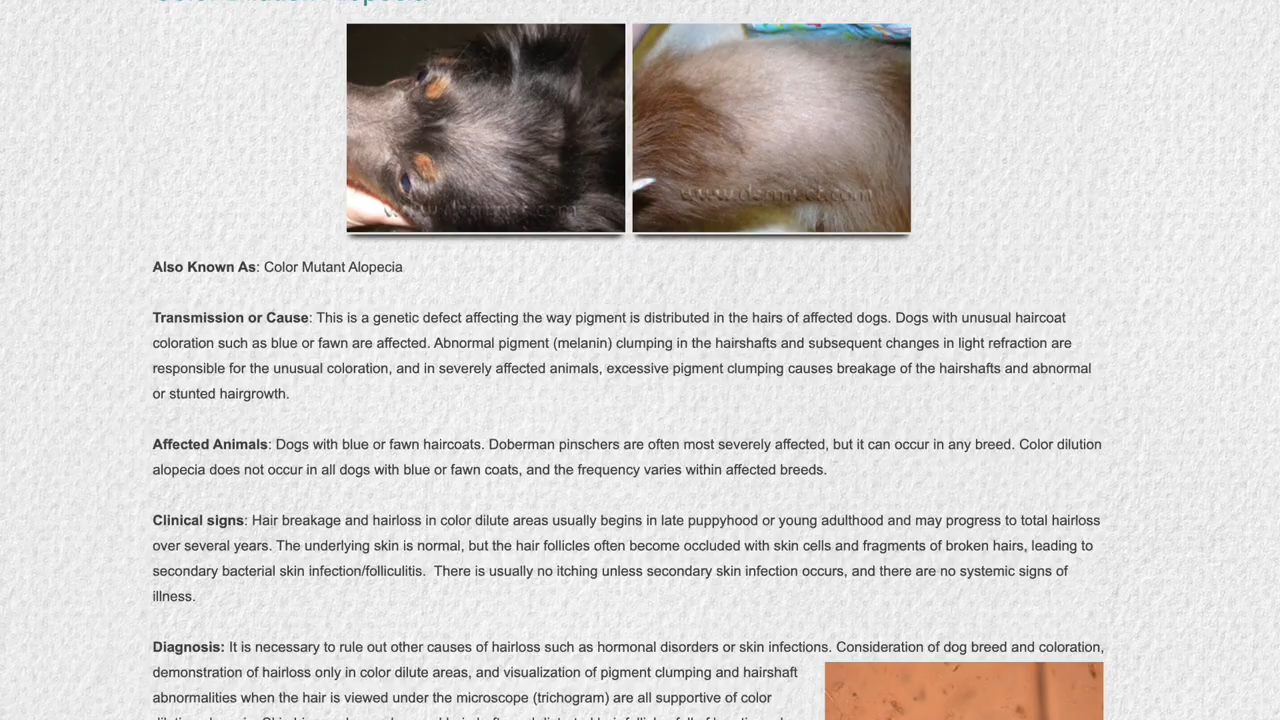 Color Dilution Alopecia
www.dermvet.com
Also Known As: Color Mutant Alopecia
Transmission or Cause: This is a genetic defect affecting the way pigment is distributed in the hairs of affected dogs. Dogs with unusual haircoat
coloration such as blue or fawn are affected. Abnormal pigment (melanin) clumping in the hairshafts and subsequent changes in light refraction are
responsible for the unusual coloration, and in severely affected animals, excessive pigment clumping causes breakage of the hairshafts and abnormal
or stunted hairgrowth.
Affected Animals: Dogs with blue or fawn haircoats. Doberman pinschers are often most severely affected, but it can occur in any breed. Color dilution
alopecia does not occur in all dogs with blue or fawn coats, and the frequency varies within affected breeds.
Clinical signs: Hair breakage and hairloss in color dilute areas usually begins in late puppyhood or young adulthood and may progress to total hairloss
over several years. The underlying skin is normal, but the hair follicles often become occluded with skin cells and fragments of broken hairs, leading to
secondary bacterial skin infection/folliculitis.  There is usually no itching unless secondary skin infection occurs, and there are no systemic signs of
illness.
Diagnosis: It is necessary to rule out other causes of hairloss such as hormonal disorders or skin infections. Consideration of dog breed and coloration,
demonstration of hairloss only in color dilute areas, and visualization of pigment clumping and hairshaft
abnormalities when the hair is viewed under the microscope (trichogram) are all supportive of color